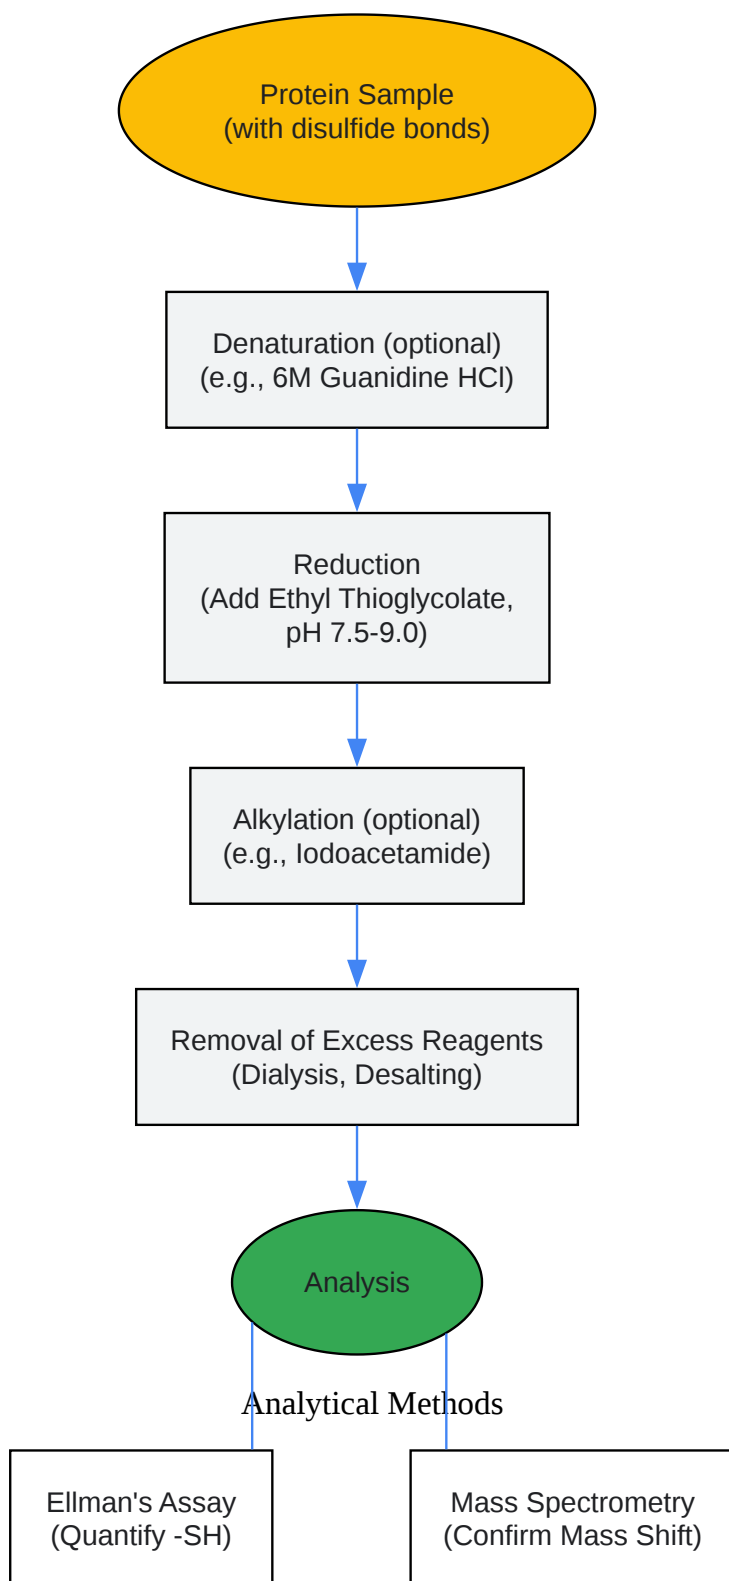 Protein Sample
(with disulfide bonds)
Denaturation (optional)
(e.g., 6M Guanidine HCl)
Reduction
(Add Ethyl Thioglycolate,
pH 7.5-9.0)
Alkylation (optional)
(e.g., Iodoacetamide)
Removal of Excess Reagents
(Dialysis, Desalting)
Analysis
Analytical Methods
Ellman's Assay
(Quantify -SH)
Mass Spectrometry
(Confirm Mass Shift)